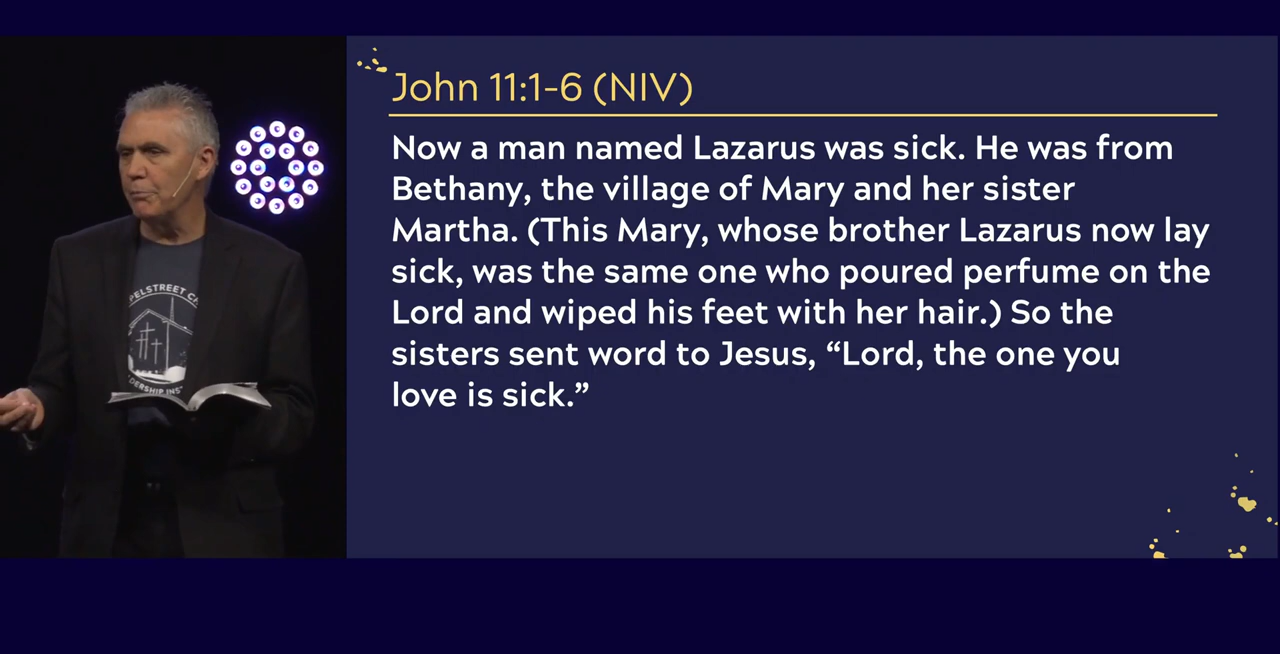 John 11:1-6 (NIV)
Now a man named Lazarus was sick. He was from
Bethany, the village of Mary and her sister
Martha. (This Mary, whose brother Lazarus now lay
sick, was the same one who poured perfume on the
Lord and wiped his feet with her hair.) So the
sisters sent word to Jesus, “Lord, the one you
love is sick.”